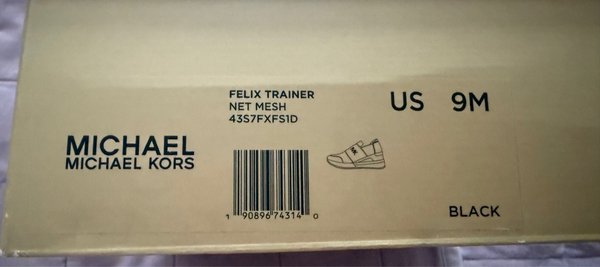 FELIX TRAINER
NET MESH
43S7FXFS1D
US 9M
MICHAEL
MICHAEL KORS
1 90896 74314 0
BLACK